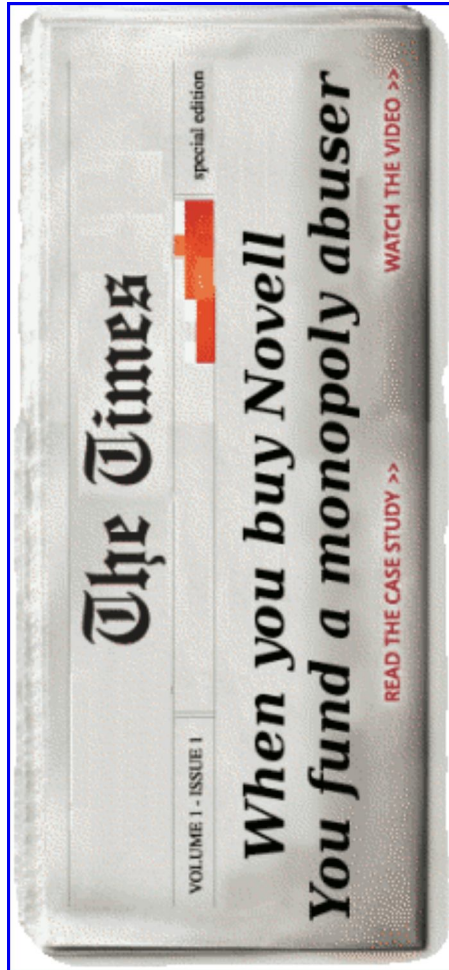 The Times
VOLUME 1 - ISSUE 1 special edition
When you buy Novell
You fund a monopoly abuser
READ THE CASE STUDY >> WATCH THE VIDEO >>